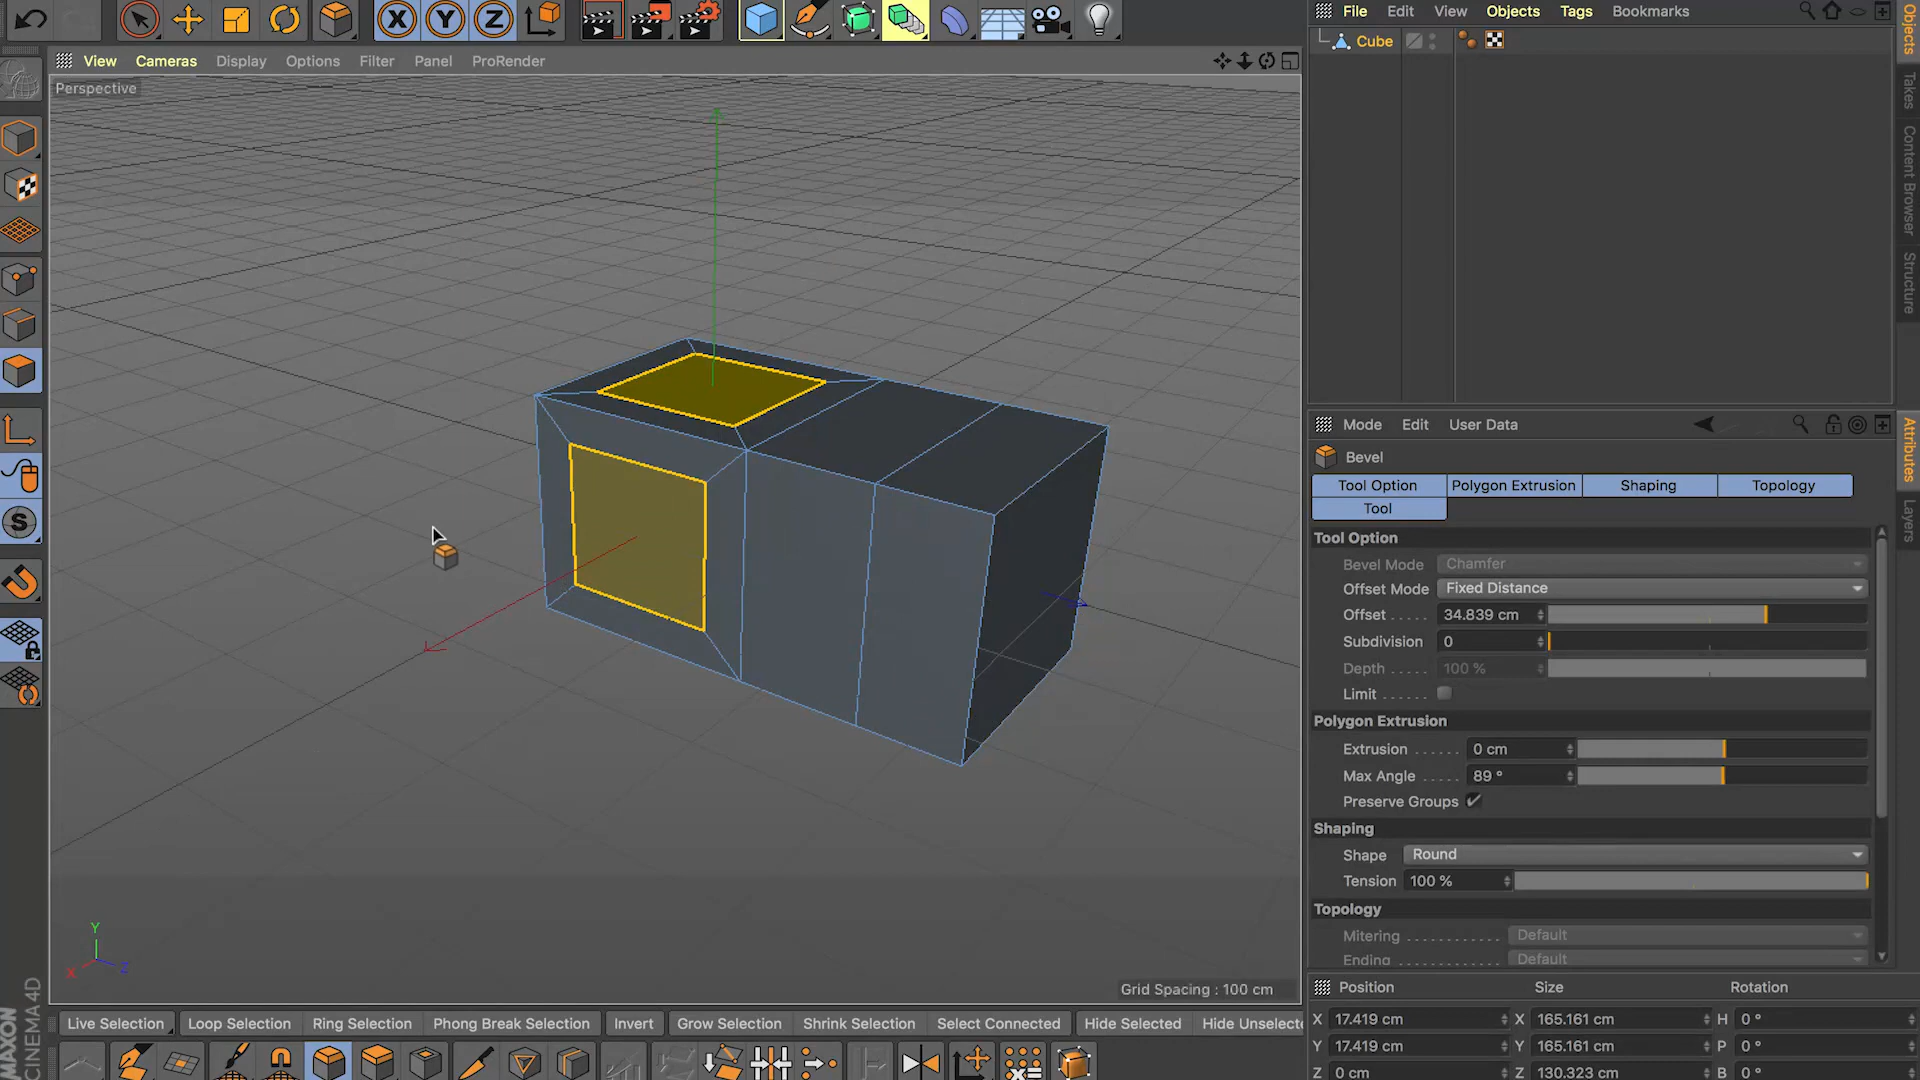 X Y Z
File Edit View Objects Tags Bookmarks
Cube
View Cameras Display Options Filter Panel ProRender
Perspective
Objects
Takes
Content Browser
Structure
Mode Edit User Data
Bevel
Tool Option Polygon Extrusion Shaping Topology
Tool
Attributes
Layers
Tool Option
Bevel Mode Chamfer
Offset Mode Fixed Distance
Offset 34.839 cm
Subdivision 0
Depth 100 %
Limit
Polygon Extrusion
Extrusion 0 cm
Max Angle 89 °
Preserve Groups
Shaping
Shape Round
Tension 100 %
Topology
Mitering Default
Ending Default
S
Y
X Z
Grid Spacing : 100 cm
MAXON
CINEMA 4D
Position Size Rotation
X 17.419 cm X 165.161 cm H 0 °
Y 17.419 cm Y 165.161 cm P 0 °
Z 0 cm Z 130.323 cm B 0 °
Live Selection Loop Selection Ring Selection Phong Break Selection Invert Grow Selection Shrink Selection Select Connected Hide Selected Hide Unselecte